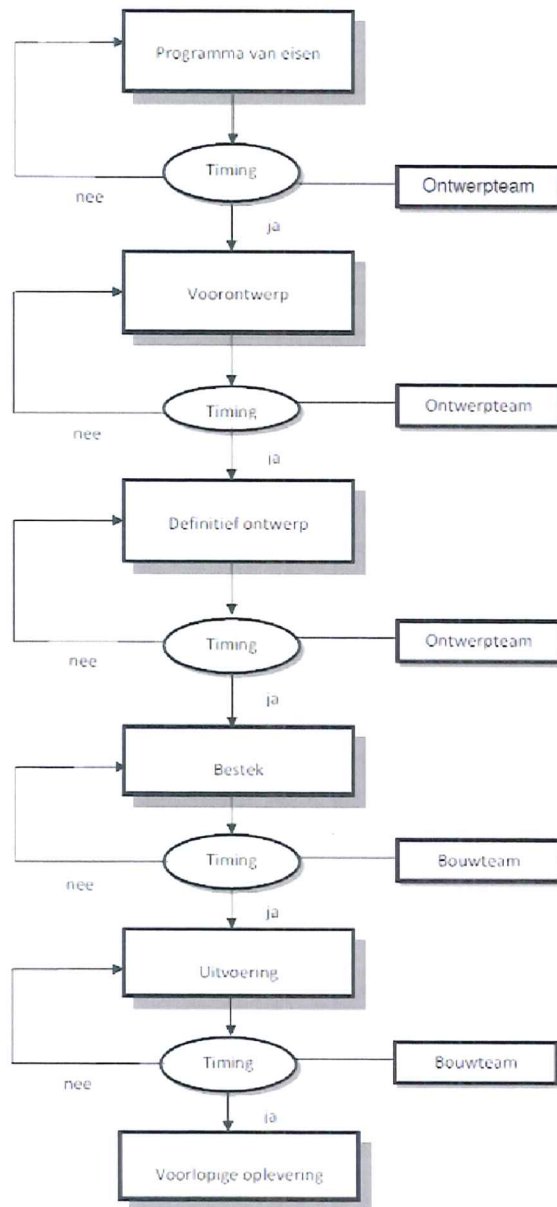 Programma van eisen
Timing
nee
Ontwerpteam
ja
Voorontwerp
Timing
Ontwerpteam
nee
ja
Definitief ontwerp
Timing
Ontwerpteam
nee
ja
Bestek
Timing
Bouwteam
nee
ja
Uitvoering
Timing
Bouwteam
nee
ja
Voorlopige oplevering